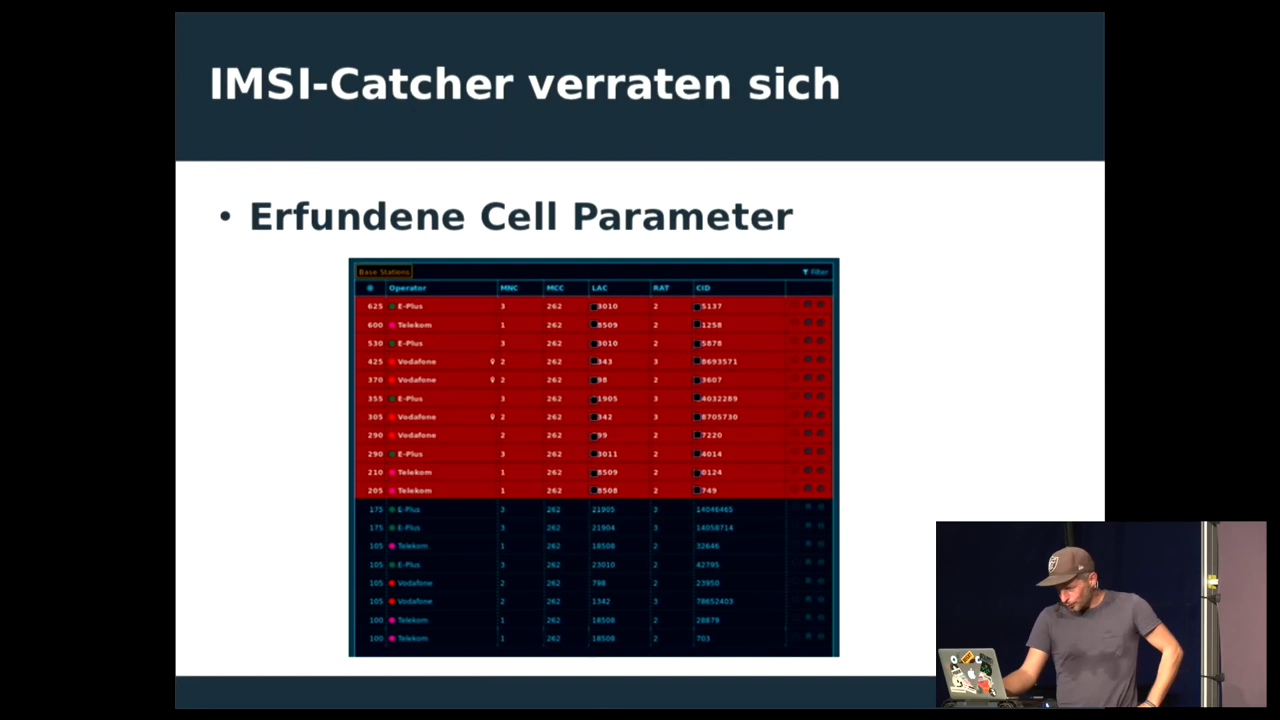 IMSI-Catcher verraten sich
• Erfundene Cell Parameter
Base Stations Filter
Operator MNC MCC LAC RAT CID
625 E-Plus 3 262 3010 2 5137
600 Telekom 1 262 8509 2 1258
530 E-Plus 3 262 3010 2 5878
425 Vodafone 2 262 343 3 8693571
370 Vodafone 2 262 98 2 3607
355 E-Plus 3 262 1905 3 4032289
305 Vodafone 2 262 342 3 8705730
290 Vodafone 2 262 99 2 7220
290 E-Plus 3 262 3011 2 4014
210 Telekom 1 262 8509 2 0124
205 Telekom 1 262 8508 2 749
175 E-Plus 3 262 21905 3 14046465
175 E-Plus 3 262 21904 3 14058714
105 Telekom 1 262 18508 2 32646
105 E-Plus 3 262 23010 2 42795
105 Vodafone 2 262 798 2 23950
105 Vodafone 2 262 1342 3 78652403
100 Telekom 1 262 18508 2 28879
100 Telekom 1 262 18508 2 703